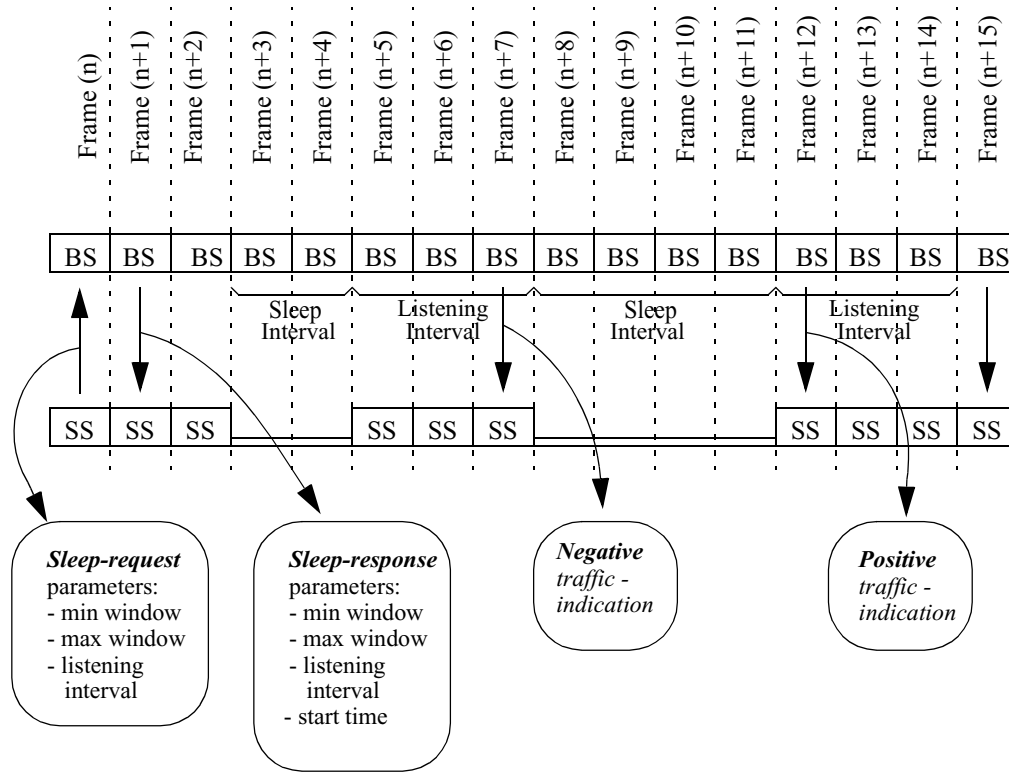 Frame (n)
Frame (n+1)
Frame (n+2)
Frame (n+3)
Frame (n+4)
Frame (n+5)
Frame (n+6)
Frame (n+7)
Frame (n+8)
Frame (n+9)
Frame (n+10)
Frame (n+11)
Frame (n+12)
Frame (n+13)
Frame (n+14)
Frame (n+15)
BS BS BS BS BS BS BS BS BS BS BS BS BS BS BS BS
Sleep
Interval
Listening
Interval
Sleep
Interval
Listening
Interval
SS SS SS SS SS SS SS SS SS SS
Sleep-request
parameters:
- min window
- max window
- listening
interval
Sleep-response
parameters:
- min window
- max window
- listening
interval
- start time
Negative
traffic -
indication
Positive
traffic -
indication